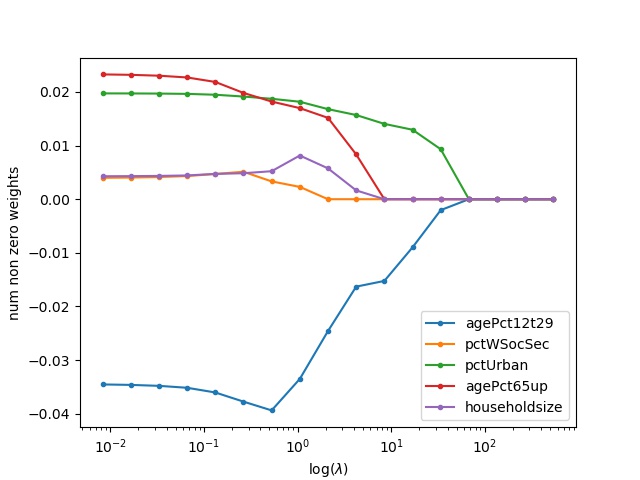 0.02
0.01
0.00
−0.01
−0.02
−0.03
−0.04
num non zero weights
10⁻² 10⁻¹ 10⁰ 10¹ 10²
log(λ)
agePct12t29
pctWSocSec
pctUrban
agePct65up
householdsize